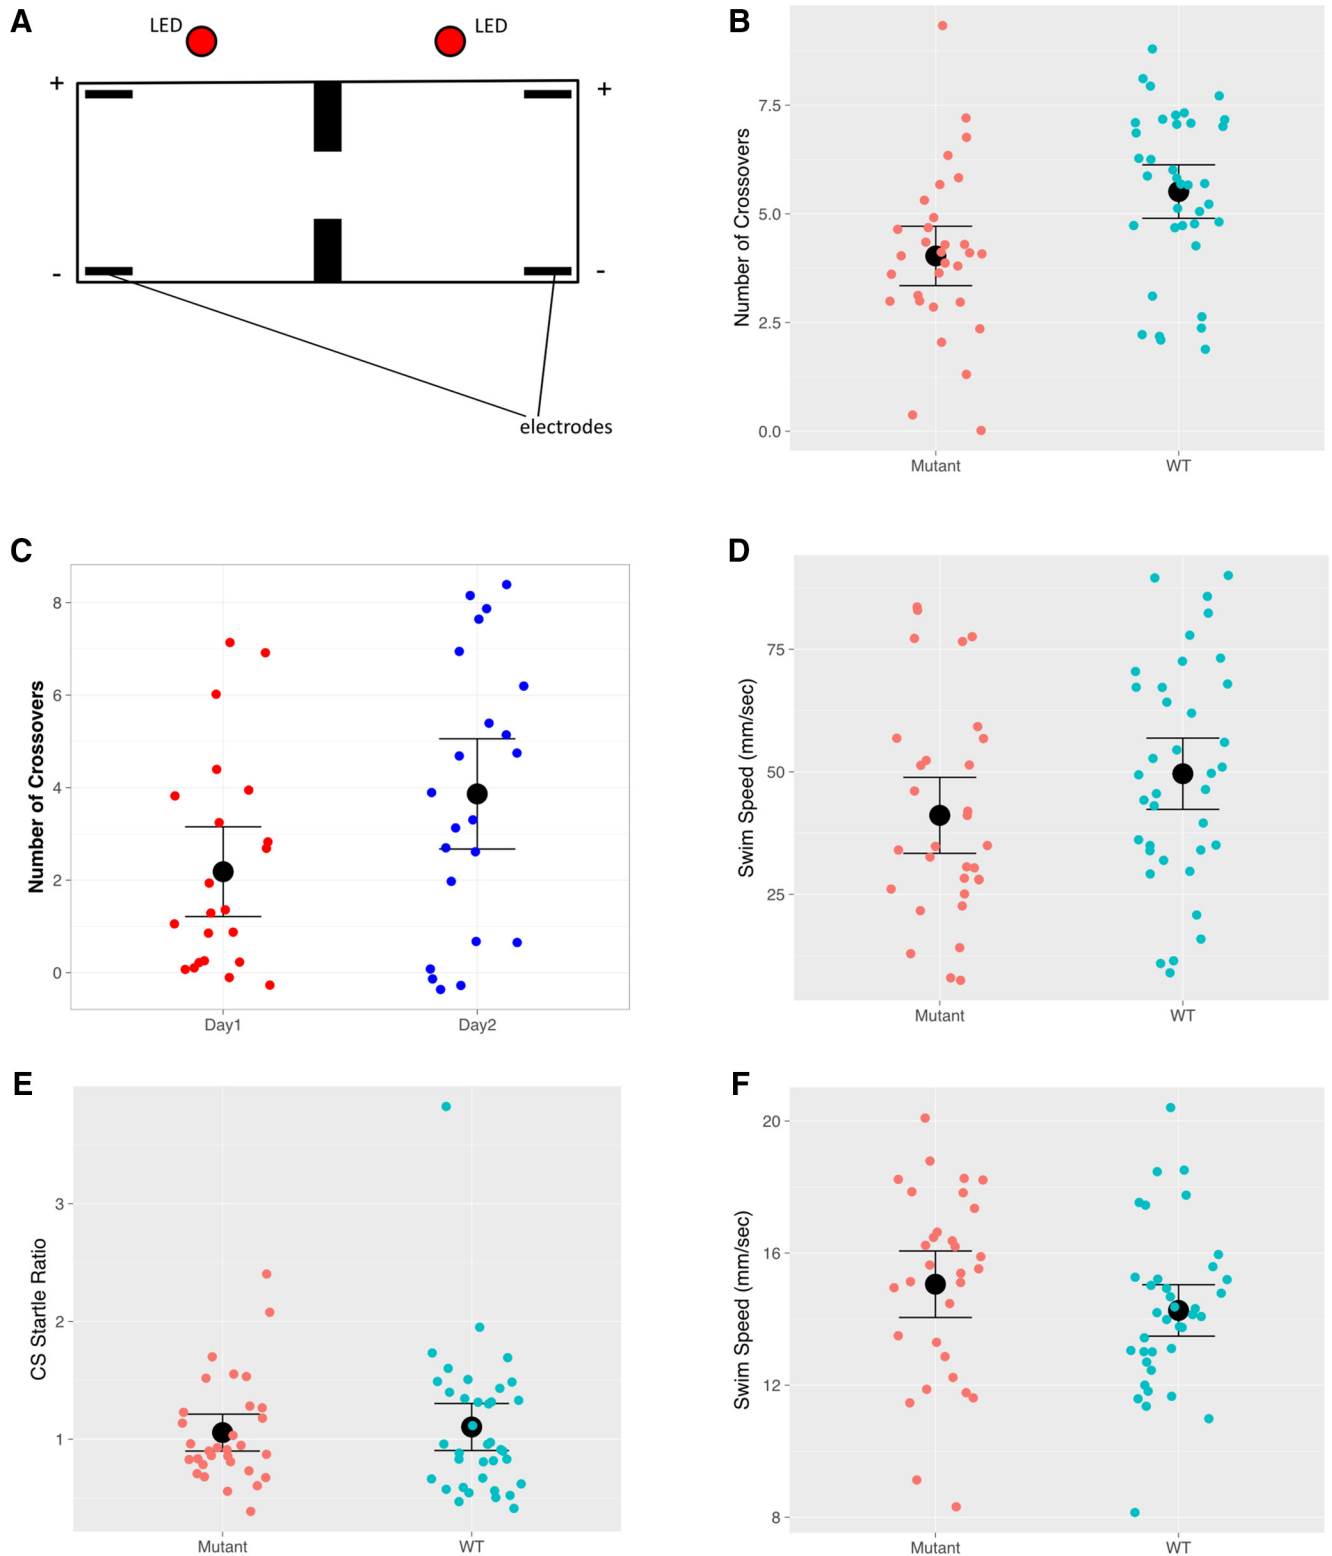 A
LED
LED
+
+
-
-
electrodes
B
Number of Crossovers
7.5
5.0
2.5
0.0
Mutant
WT
C
Number of Crossovers
8
6
4
2
0
Day1
Day2
D
Swim Speed (mm/sec)
75
50
25
Mutant
WT
E
CS Startle Ratio
3
2
1
Mutant
WT
F
Swim Speed (mm/sec)
20
16
12
8
Mutant
WT